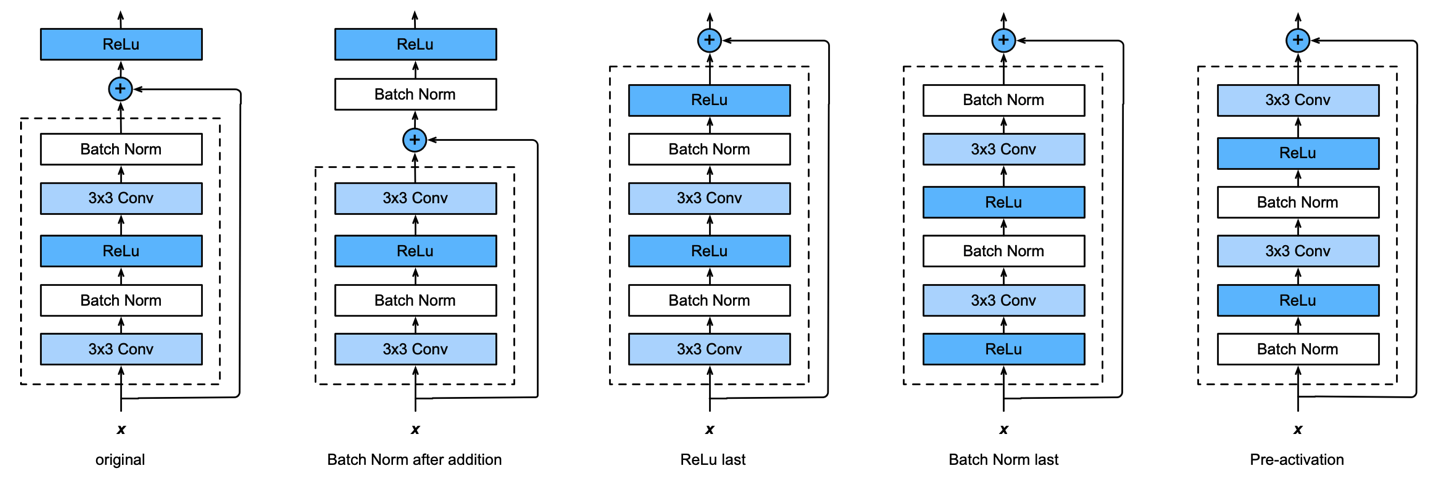 ReLu
+
Batch Norm
3x3 Conv
ReLu
Batch Norm
3x3 Conv
x
original
ReLu
Batch Norm
+
3x3 Conv
ReLu
Batch Norm
3x3 Conv
x
Batch Norm after addition
+
ReLu
Batch Norm
3x3 Conv
ReLu
Batch Norm
3x3 Conv
x
ReLu last
+
Batch Norm
3x3 Conv
ReLu
Batch Norm
3x3 Conv
ReLu
x
Batch Norm last
+
3x3 Conv
ReLu
Batch Norm
3x3 Conv
ReLu
Batch Norm
x
Pre-activation